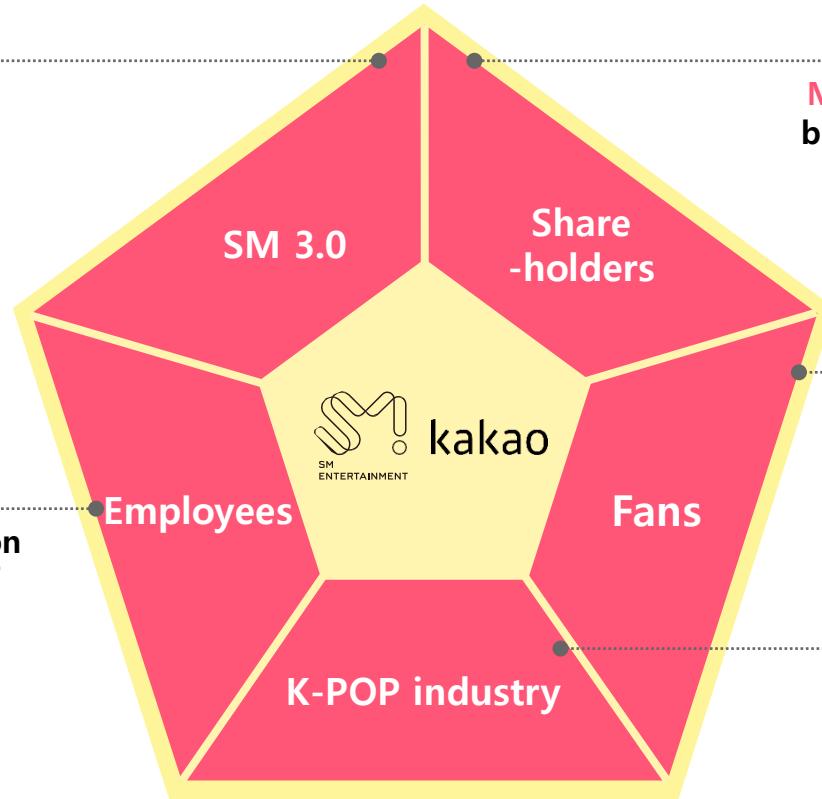 SM 3.0
Share
-holders
SM
ENTERTAINMENT
kakao
Employees
Fans
K-POP industry